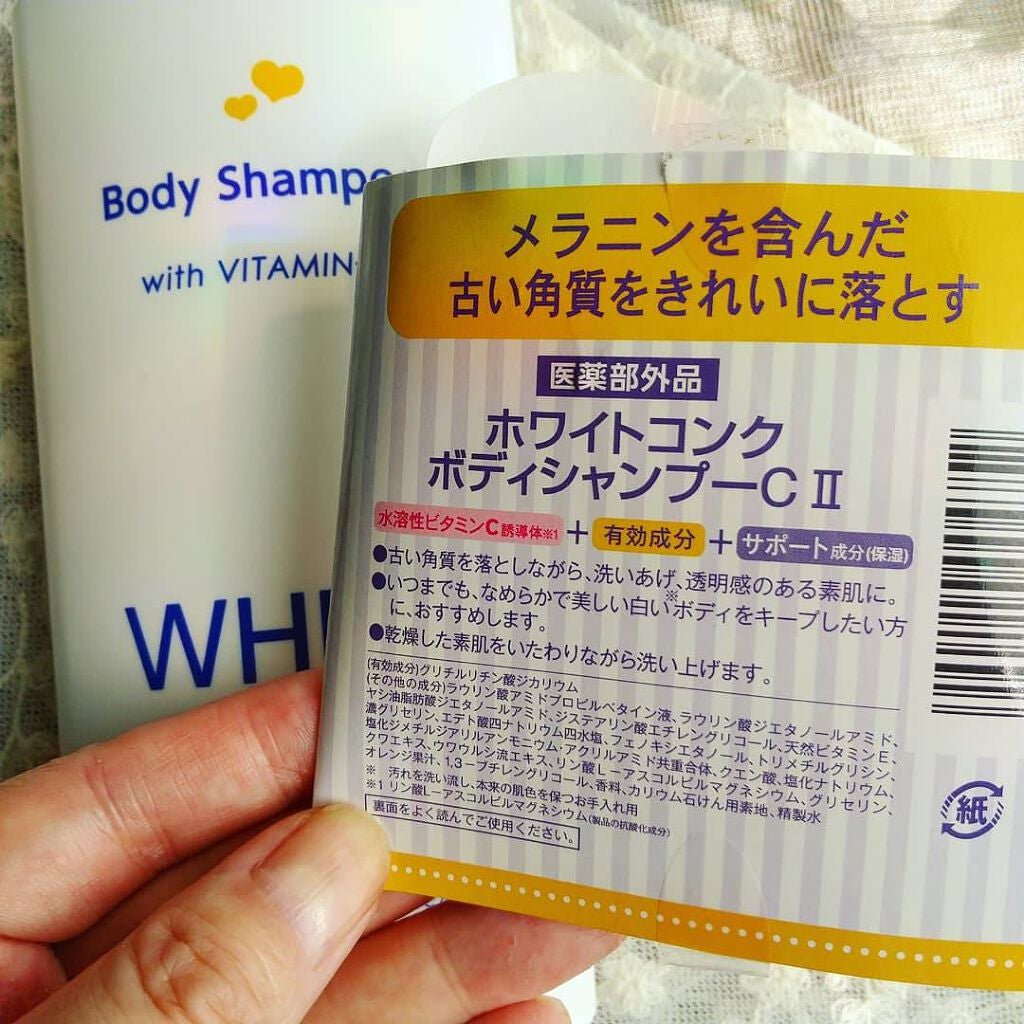 Body Shampo
with VITAMIN
WHI
メラニンを含んだ
古い角質をきれいに落とす
医薬部外品
ホワイトコンク
ボディシャンプーCⅡ
水溶性ビタミンC誘導体※1+有効成分+サポート成分(保湿)
●古い角質を落としながら、洗いあげ、透明感のある素肌に。
●いつまでも、なめらかで美しい白い※ボディをキープしたい方
に、おすすめします。
●乾燥した素肌をいたわりながら洗い上げます。
(有効成分)グリチルリチン酸ジカリウム
(その他の成分)ラウリン酸アミドプロピルベタイン液、ラウリン酸ジエタノールアミド、
ヤシ油脂肪酸ジエタノールアミド、ジステアリン酸エチレングリコール、天然ビタミンE、
濃グリセリン、エデト酸四ナトリウム四水塩、フェノキシエタノール、トリメチルグリシン、
塩化ジメチルジアリルアンモニウム・アクリルアミド共重合体、クエン酸、塩化ナトリウム、
クワエキス、ウワウルシ流エキス、リン酸L-アスコルビルマグネシウム、グリセリン、
オレンジ果汁、1,3-ブチレングリコール、香料、カリウム石けん用素地、精製水
※ 汚れを洗い流し、本来の肌色を保つお手入れ用
※1 リン酸L-アスコルビルマグネシウム(製品の抗酸化成分)
裏面をよく読んでご使用ください。
紙